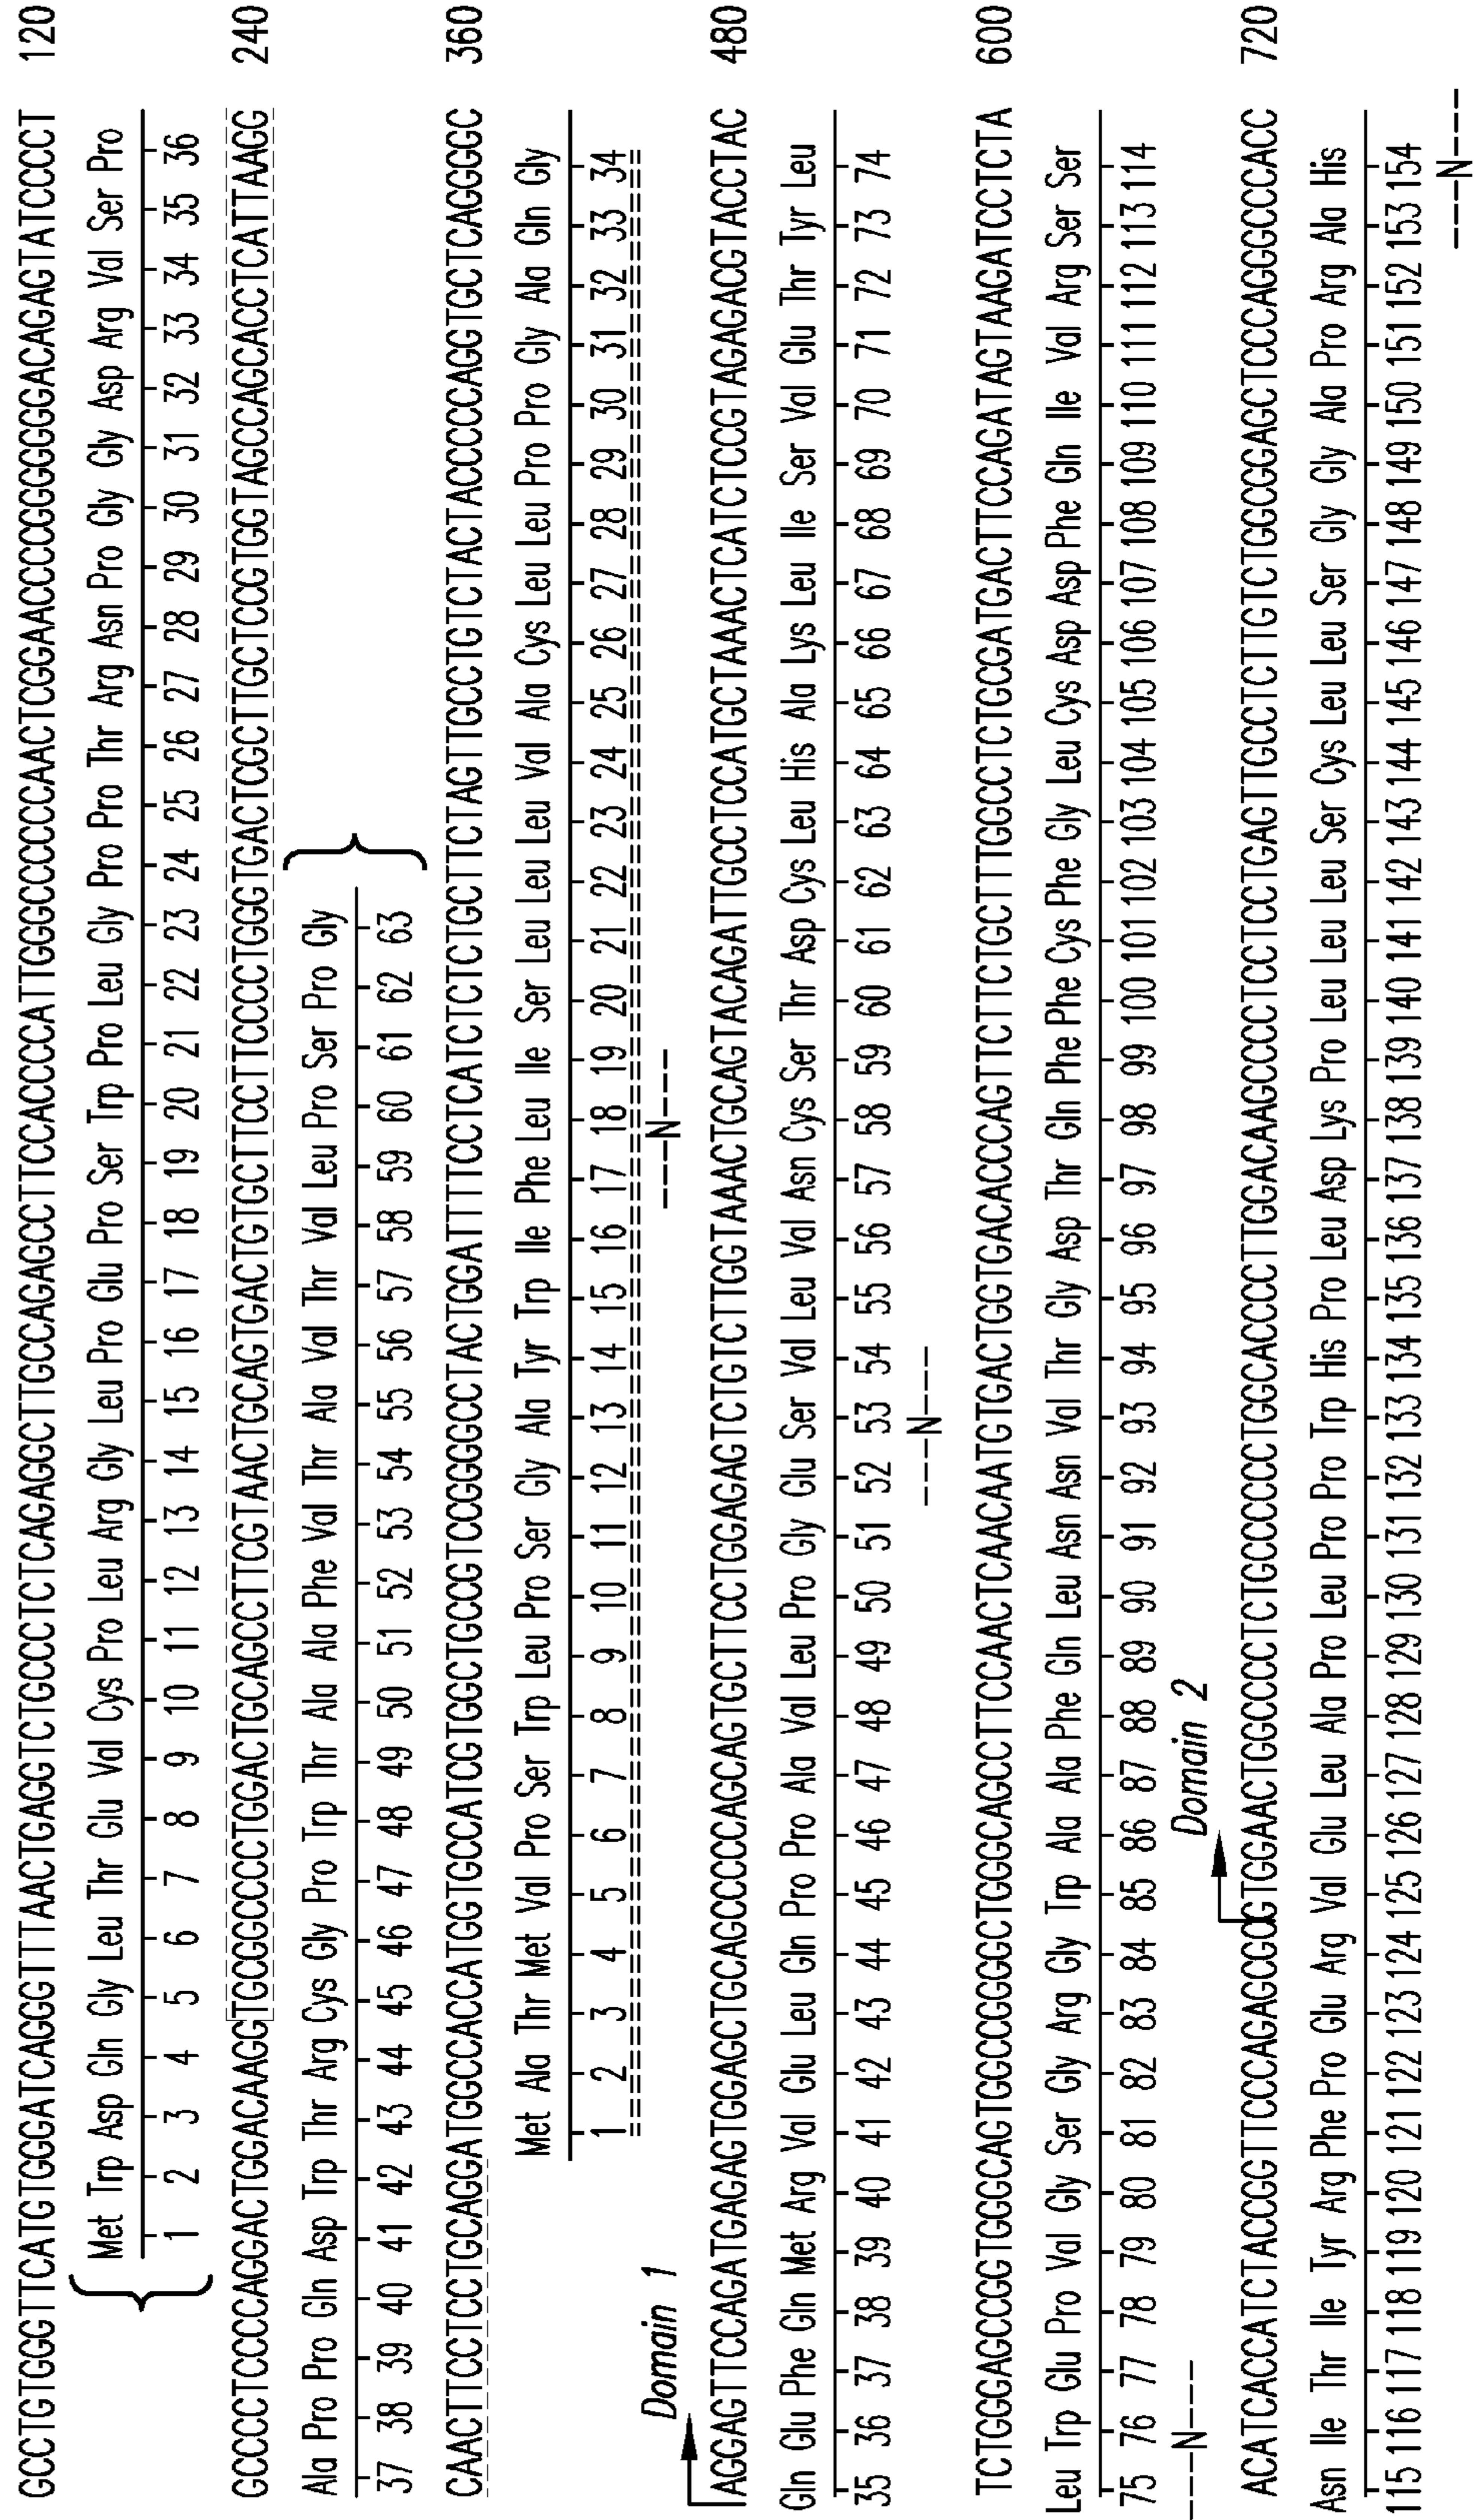 GCCTGTGCGTTCATGTGGGATCAGGGTTTAACTGAGGTCTGCCCTCTCAGAGGCTTGCCAGAGCCTTCCACCCCCATTGGGGCCCCCCCAACTCGGAACCCCGGGGGGGACAGAGTATCCCCT 120
Met Trp Asp Gln Gly Leu Thr Glu Val Cys Pro Leu Arg Gly Leu Pro Glu Pro Ser Trp Pro Leu Gly Pro Pro Thr Arg Asn Pro Gly Gly Asp Arg Val Ser Pro
1 2 3 4 5 6 7 8 9 10 11 12 13 14 15 16 17 18 19 20 21 22 23 24 25 26 27 28 29 30 31 32 33 34 35 36
GCCCCCTCCCCCAGGACTGGACAAGGTGCGGCCCCTGGACTGCAGCCTTCGTAACTGCAGTGACTGTGCTTCCTTCCCCTGGGTGACTCGCCTTGCTCCCGTGGTAGCCAGCACCTCATTAAGG 240
Ala Pro Pro Gln Asp Trp Thr Arg Cys Gly Pro Trp Thr Ala Ala Phe Val Thr Ala Val Thr Val Leu Pro Ser Pro Gly
37 38 39 40 41 42 43 44 45 46 47 48 49 50 51 52 53 54 55 56 57 58 59 60 61 62 63
CAACTTCCTCCTGCAGGATGGCCACCATGGTGCCATCGTGGCTGCCGTCCGGGGCCTACTGGATTTTCCTCATCTCTCTGCTTCTAGTTGCCTGTCTACTACCCCCAGGTGCTCAGGGGC 360
Met Ala Thr Met Val Pro Ser Trp Leu Pro Ser Gly Ala Tyr Trp Ile Phe Leu Ile Ser Leu Leu Leu Val Ala Cys Leu Leu Pro Pro Gly Ala Gln Gly
1 2 3 4 5 6 7 8 9 10 11 12 13 14 15 16 17 18 19 20 21 22 23 24 25 26 27 28 29 30 31 32 33 34
----N----
Domain 1
AGGAGTTCCAGATGAGAGTGGAGCTGCAGCCCCCAGCAGTGCTTCCTGGAGAGTCTGTCTTGGTAAACTGCAGTACAGATTGCCTCCATGCTAAACTCATCTCCGTAGAGACGTACCTAC 480
Gln Glu Phe Gln Met Arg Val Glu Leu Gln Pro Pro Ala Val Leu Pro Gly Glu Ser Val Leu Val Asn Cys Ser Thr Asp Cys Leu His Ala Lys Leu Ile Ser Val Glu Thr Tyr Leu
35 36 37 38 39 40 41 42 43 44 45 46 47 48 49 50 51 52 53 54 55 56 57 58 59 60 61 62 63 64 65 66 67 68 69 70 71 72 73 74
----N----
TCTGGGAGCCCGTGGGCAGTGGCCGGGGCTGGGCAGCCTTCCAACTCAACAATGTGACTGGTGACACCCAGTTCTTCTGCTTTGGCCTCTGCGATGACTTCCAGATAGTAAGATCCTCTA 600
Leu Trp Glu Pro Val Gly Ser Gly Arg Gly Trp Ala Ala Phe Gln Leu Asn Asn Val Thr Gly Asp Thr Gln Phe Phe Cys Phe Gly Leu Cys Asp Asp Phe Gln Ile Val Arg Ser Ser
75 76 77 78 79 80 81 82 83 84 85 86 87 88 89 90 91 92 93 94 95 96 97 98 99 100 101 102 103 104 105 106 107 108 109 110 111 112 113 114
----N----
Domain 2
ACATCACCATCTACCGGTTCCCAGAGCGCGTGGAACTGGCCCCTCTGCCCCCCTGGCACCCCTTGGACAAGCCCCTCCTCCTGAGTTGCCTCTTGTCTGGCGGAGCTCCCAGGGCCCACC 720
Asn Ile Thr Ile Tyr Arg Phe Pro Glu Arg Val Glu Leu Ala Pro Leu Pro Pro Trp His Pro Leu Asp Lys Pro Leu Leu Leu Ser Cys Leu Leu Ser Gly Gly Ala Pro Arg Ala His
115 116 117 118 119 120 121 122 123 124 125 126 127 128 129 130 131 132 133 134 135 136 137 138 139 140 141 142 143 144 145 146 147 148 149 150 151 152 153 154
----N----